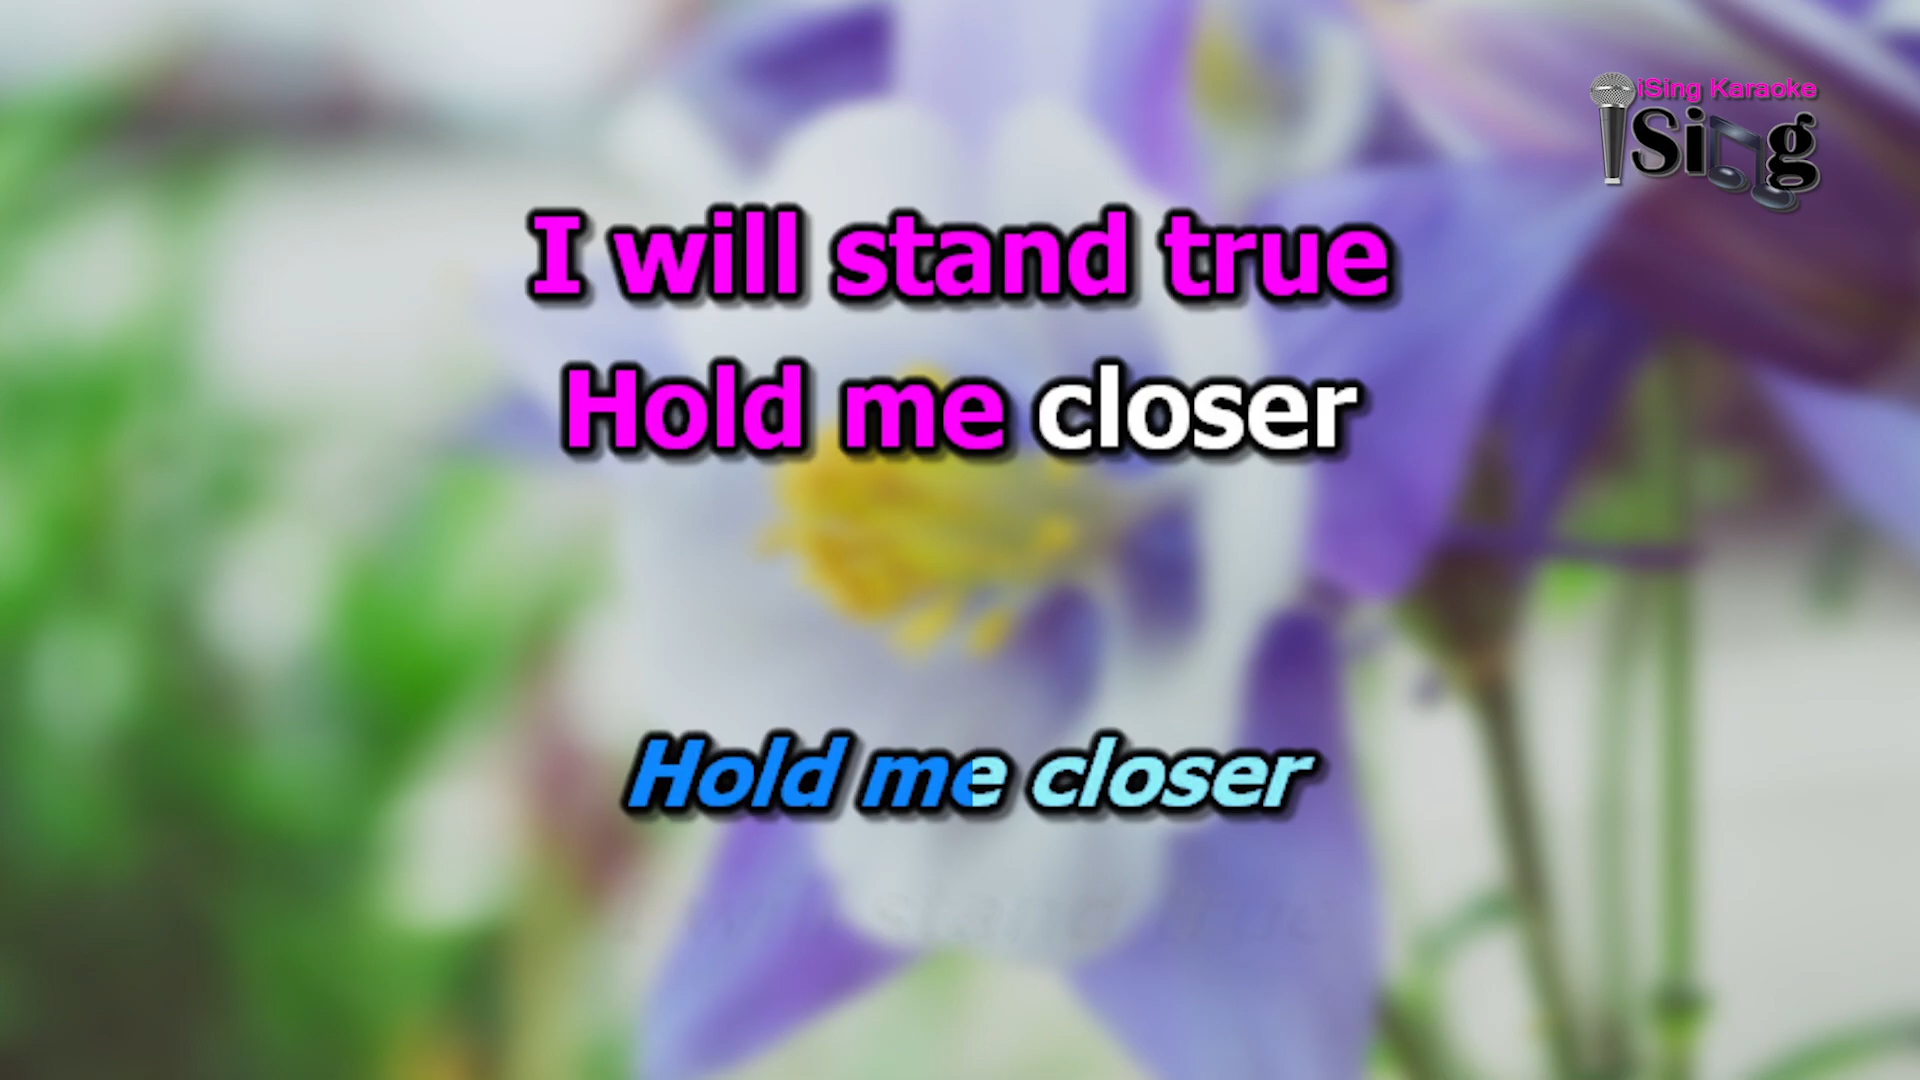 iSing Karaoke
iSing
I will stand true
Hold me closer
Hold me closer